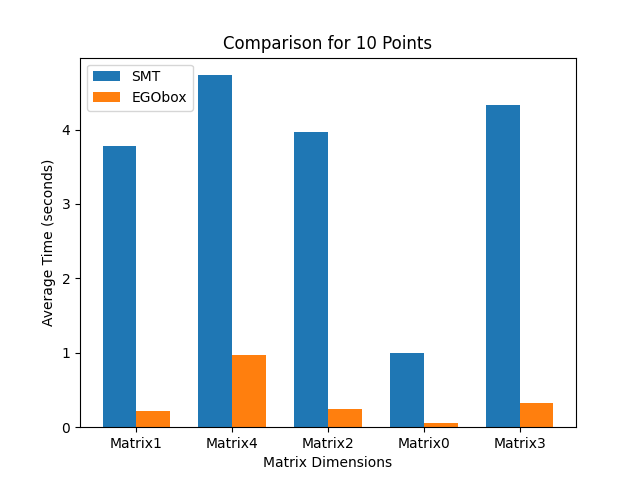 Comparison for 10 Points
SMT
EGObox
Average Time (seconds)
4
3
2
1
0
Matrix1 Matrix4 Matrix2 Matrix0 Matrix3
Matrix Dimensions